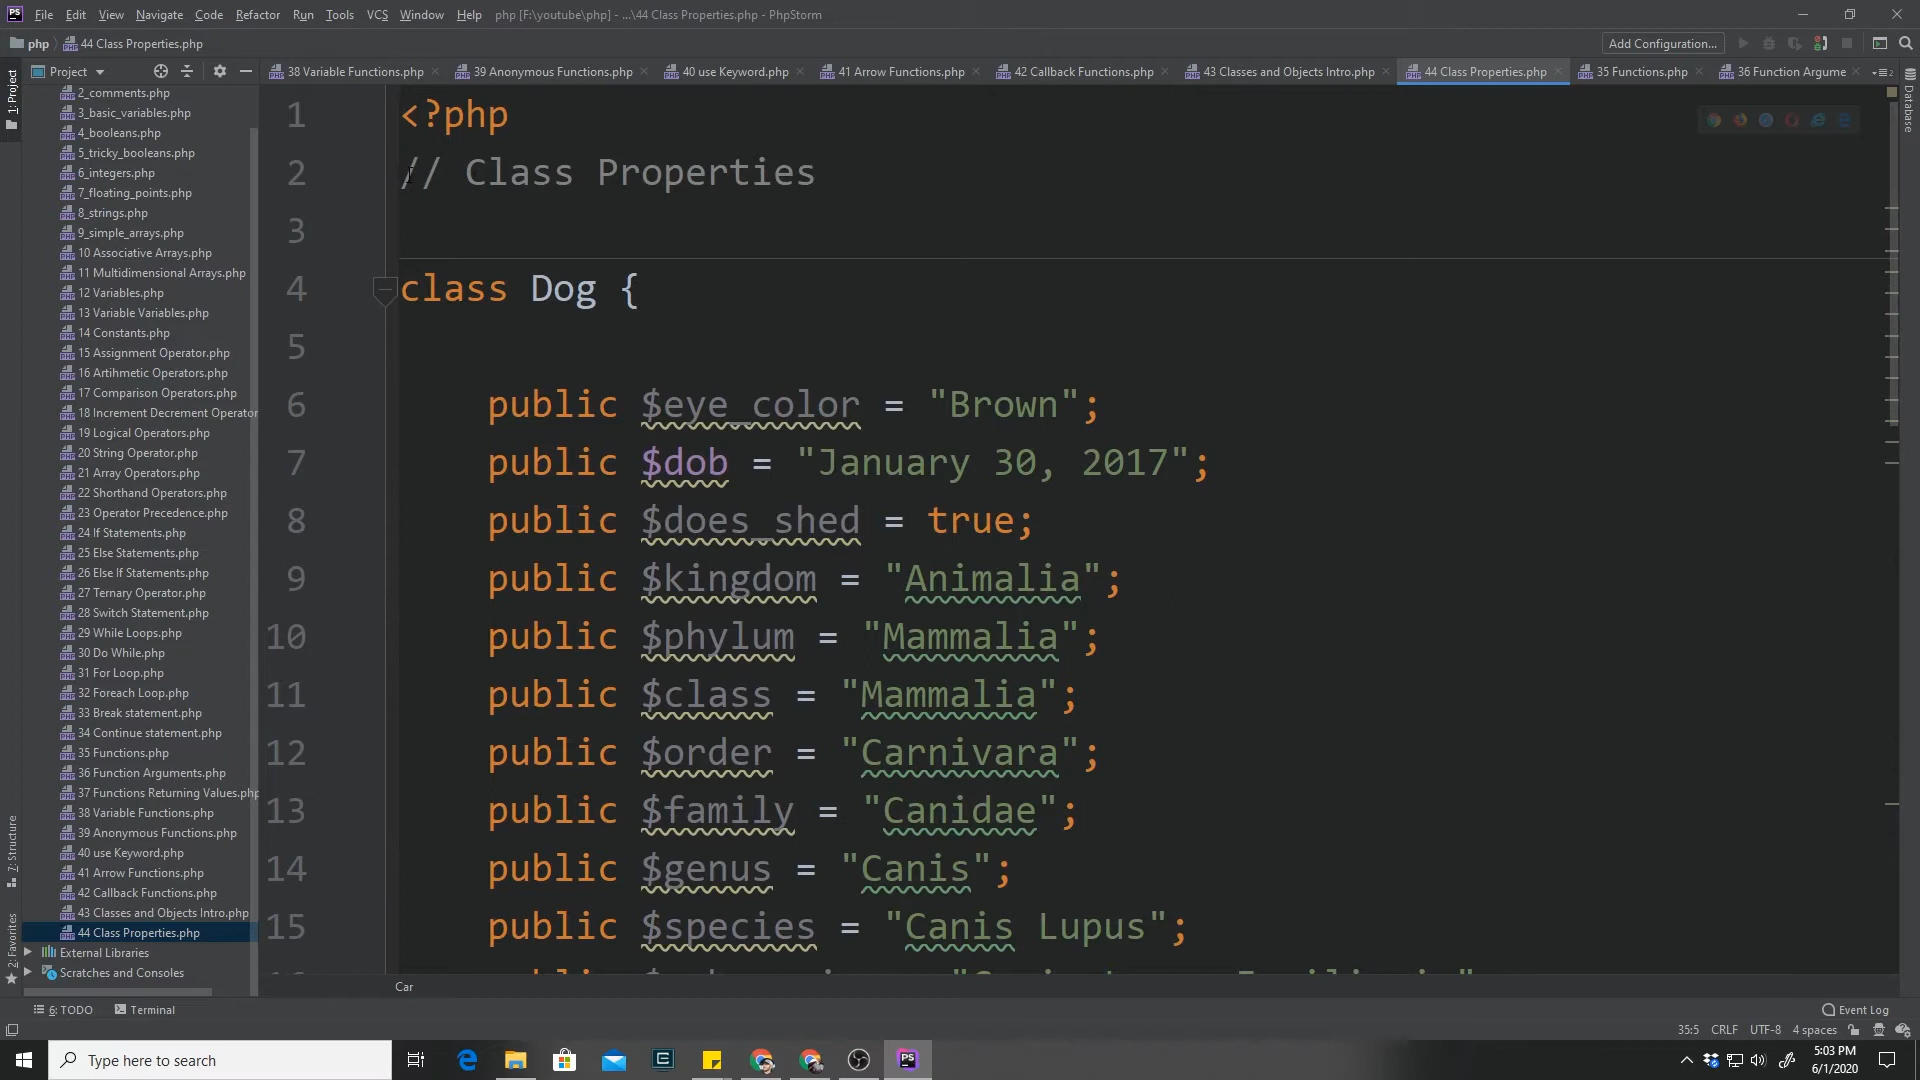 File Edit View Navigate Code Refactor Run Tools VCS Window Help php [F:\youtube\php] - ...\44 Class Properties.php - PhpStorm
php 44 Class Properties.php Add Configuration...
Project 38 Variable Functions.php 39 Anonymous Functions.php 40 use Keyword.php 41 Arrow Functions.php 42 Callback Functions.php 43 Classes and Objects Intro.php 44 Class Properties.php 35 Functions.php 36 Function Argume
1: Project
7: Structure
2: Favorites
Database
2_comments.php
3_basic_variables.php
4_booleans.php
5_tricky_booleans.php
6_integers.php
7_floating_points.php
8_strings.php
9_simple_arrays.php
10 Associative Arrays.php
11 Multidimensional Arrays.php
12 Variables.php
13 Variable Variables.php
14 Constants.php
15 Assignment Operator.php
16 Artihmetic Operators.php
17 Comparison Operators.php
18 Increment Decrement Operator
19 Logical Operators.php
20 String Operator.php
21 Array Operators.php
22 Shorthand Operators.php
23 Operator Precedence.php
24 If Statements.php
25 Else Statements.php
26 Else If Statements.php
27 Ternary Operator.php
28 Switch Statement.php
29 While Loops.php
30 Do While.php
31 For Loop.php
32 Foreach Loop.php
33 Break statement.php
34 Continue statement.php
35 Functions.php
36 Function Arguments.php
37 Functions Returning Values.php
38 Variable Functions.php
39 Anonymous Functions.php
40 use Keyword.php
41 Arrow Functions.php
42 Callback Functions.php
43 Classes and Objects Intro.php
44 Class Properties.php
External Libraries
Scratches and Consoles
1 <?php
2 // Class Properties
3
4 class Dog {
5
6 public $eye_color = "Brown";
7 public $dob = "January 30, 2017";
8 public $does_shed = true;
9 public $kingdom = "Animalia";
10 public $phylum = "Mammalia";
11 public $class = "Mammalia";
12 public $order = "Carnivara";
13 public $family = "Canidae";
14 public $genus = "Canis";
15 public $species = "Canis Lupus";
Car
6: TODO Terminal Event Log
35:5 CRLF UTF-8 4 spaces
Type here to search
5:03 PM
6/1/2020